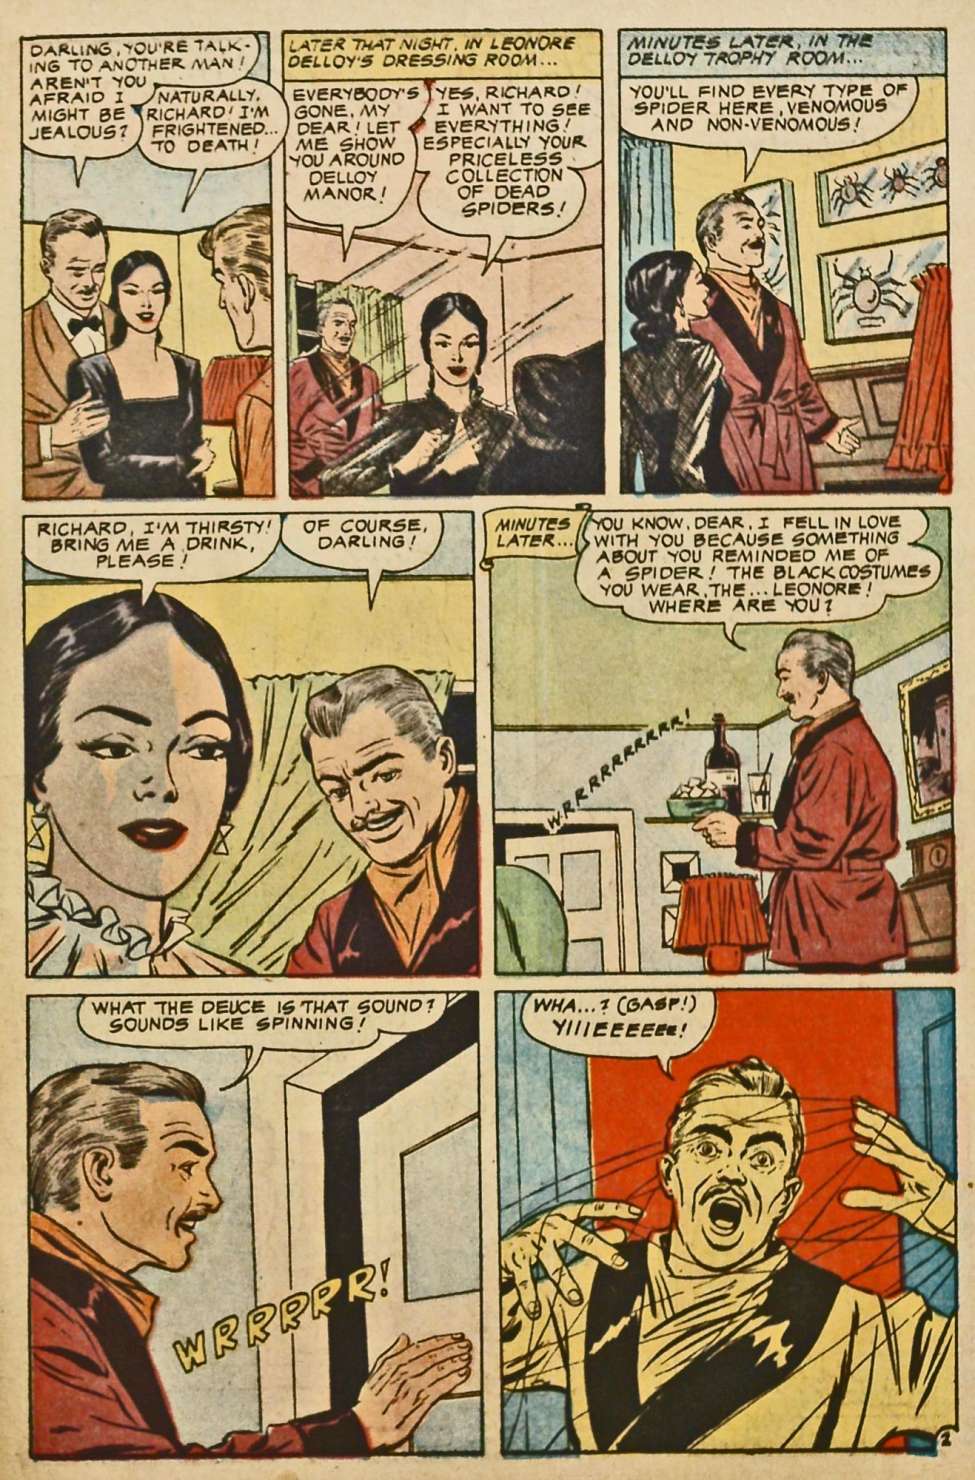 DARLING, YOU'RE TALK-
ING TO ANOTHER MAN!
AREN'T YOU
AFRAID I
MIGHT BE
JEALOUS?
NATURALLY,
RICHARD! I'M
FRIGHTENED...
TO DEATH!
LATER THAT NIGHT, IN LEONORE
DELLOY'S DRESSING ROOM...
EVERYBODY'S
GONE, MY
DEAR! LET
ME SHOW
YOU AROUND
DELLOY
MANOR!
YES, RICHARD!
I WANT TO SEE
EVERYTHING!
ESPECIALLY YOUR
PRICELESS
COLLECTION
OF DEAD
SPIDERS!
MINUTES LATER, IN THE
DELLOY TROPHY ROOM...
YOU'LL FIND EVERY TYPE OF
SPIDER HERE, VENOMOUS
AND NON-VENOMOUS!
RICHARD, I'M THIRSTY!
BRING ME A DRINK,
PLEASE!
OF COURSE,
DARLING!
MINUTES
LATER...
YOU KNOW, DEAR, I FELL IN LOVE
WITH YOU BECAUSE SOMETHING
ABOUT YOU REMINDED ME OF
A SPIDER! THE BLACK COSTUMES
YOU WEAR, THE... LEONORE!
WHERE ARE YOU?
WRRRRRRRRRR!
WHAT THE DEUCE IS THAT SOUND?
SOUNDS LIKE SPINNING!
WRRRRR!
WHA...? (GASP!)
YIIIEEEEEE!
2